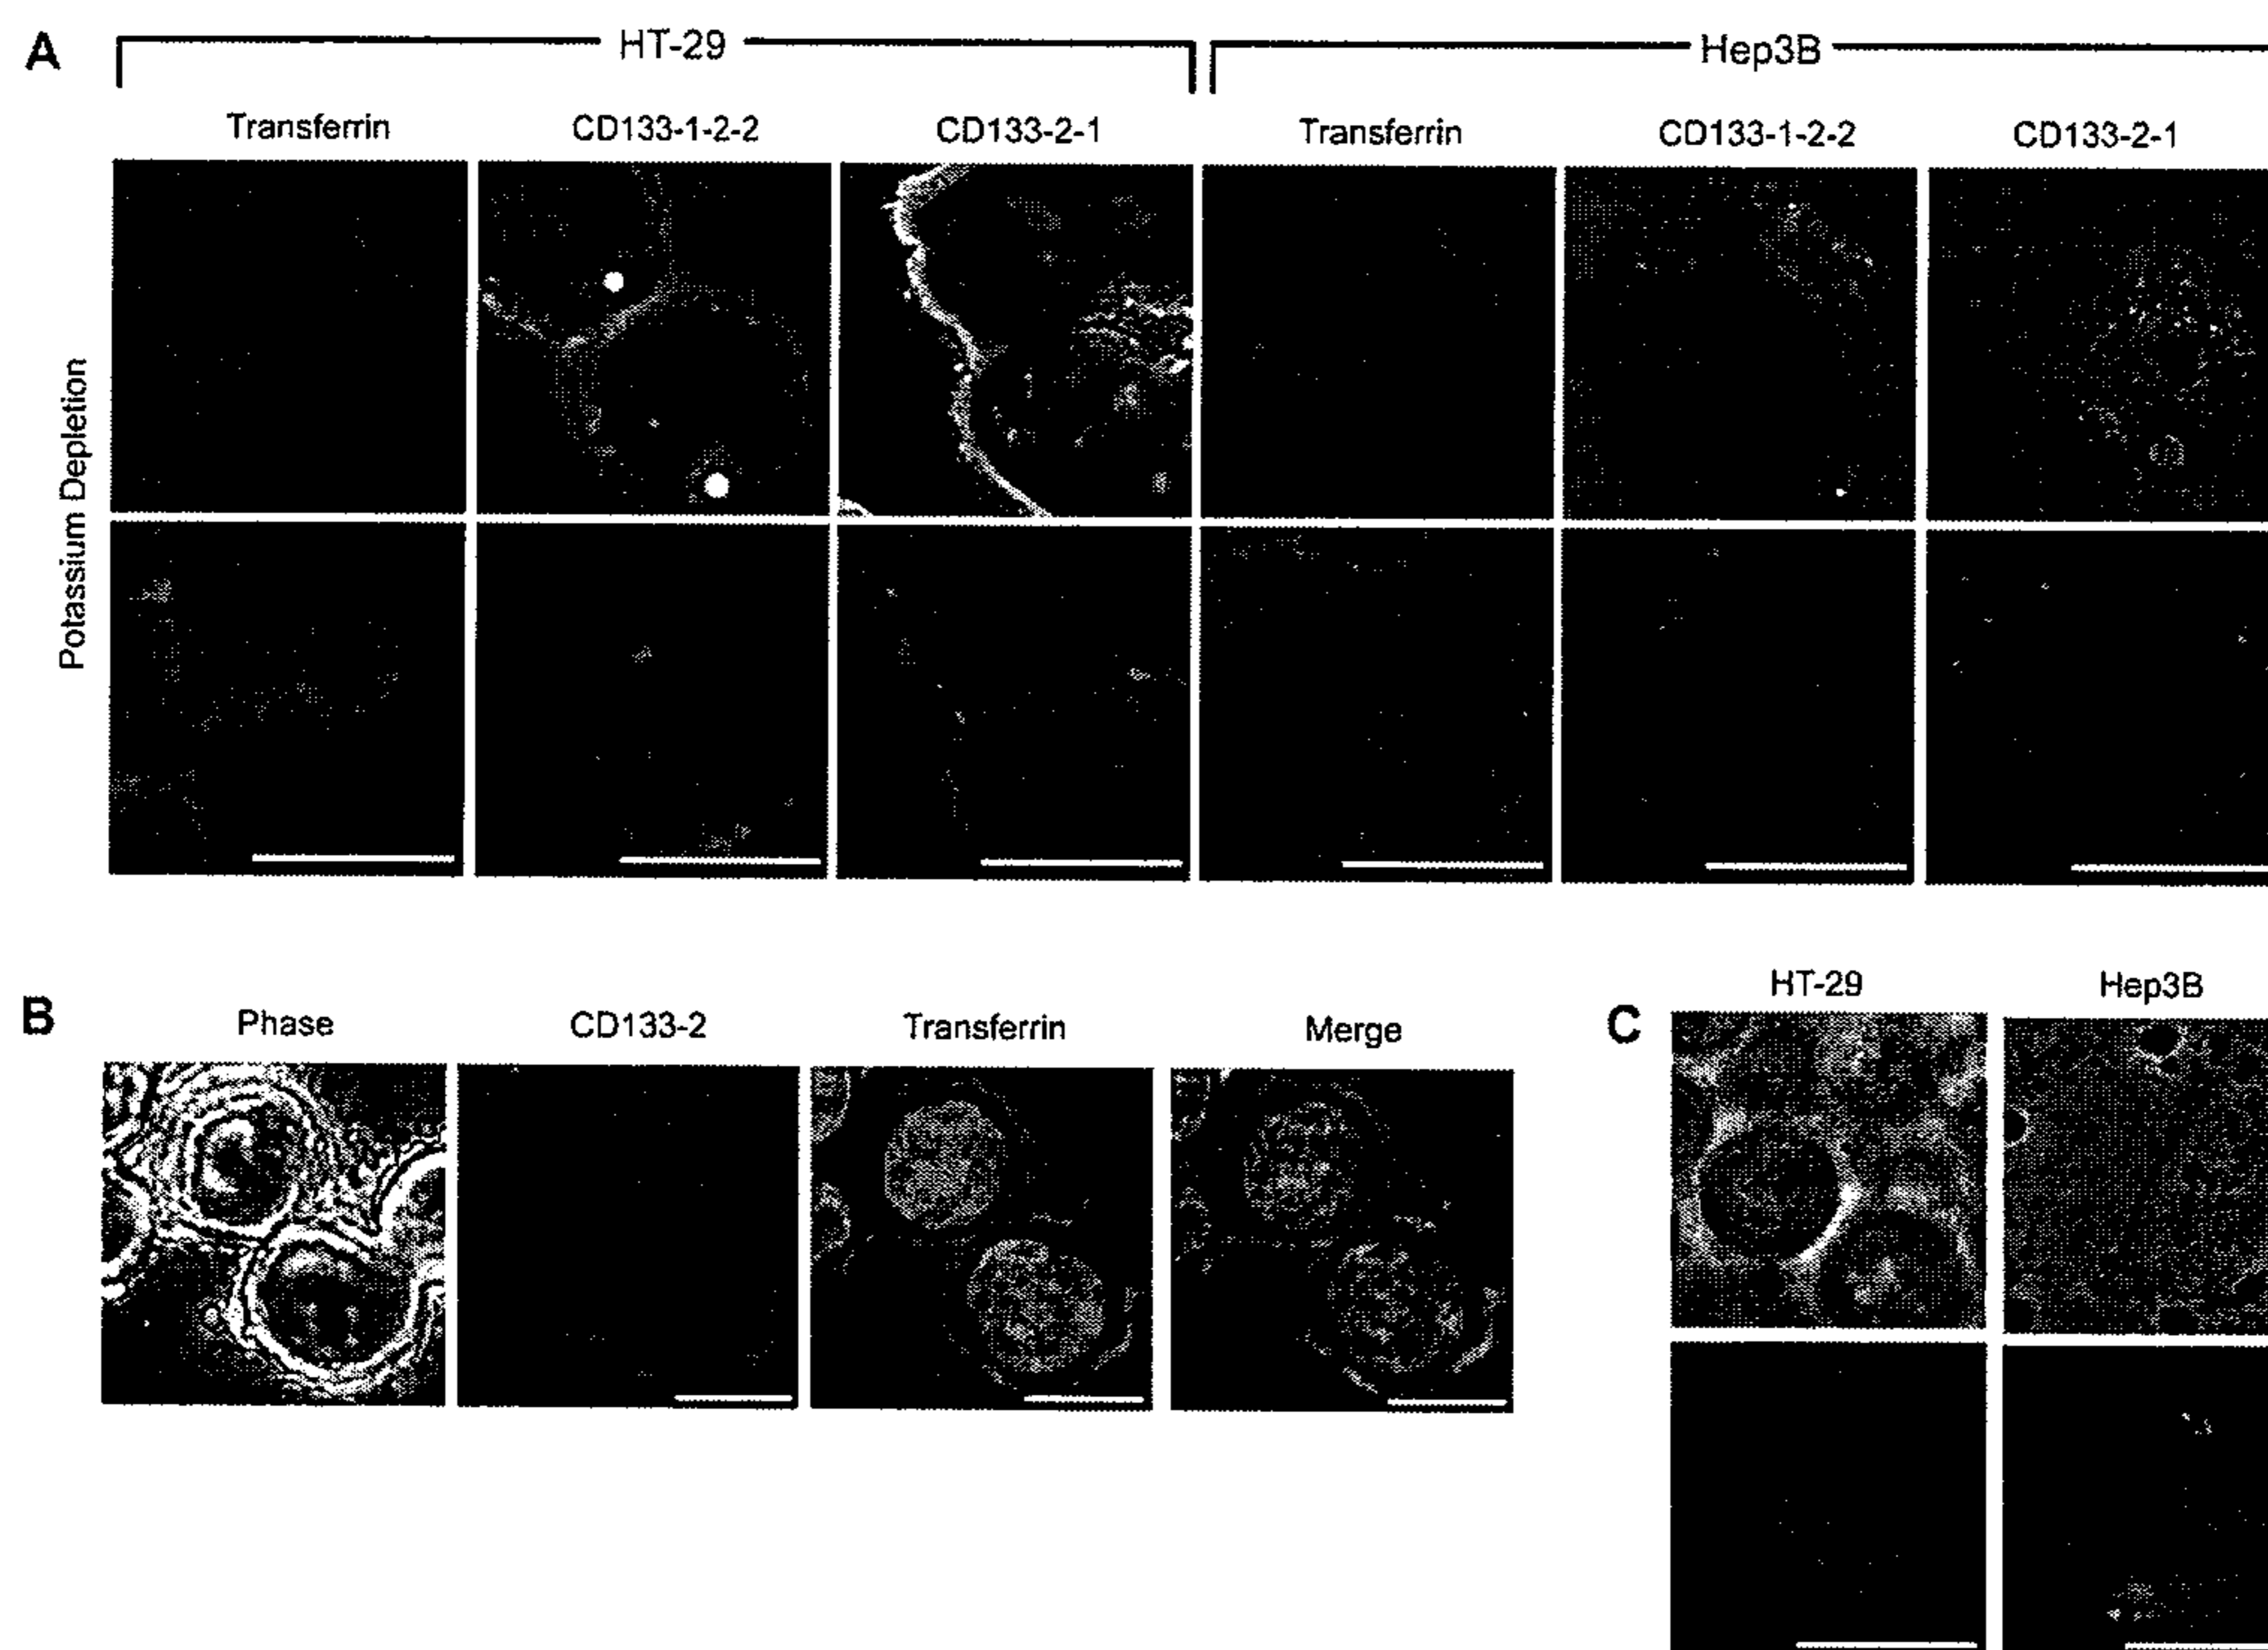 A
HT-29 Hep3B
Transferrin CD133-1-2-2 CD133-2-1 Transferrin CD133-1-2-2 CD133-2-1
Potassium Depletion
B
Phase CD133-2 Transferrin Merge
C
HT-29 Hep3B